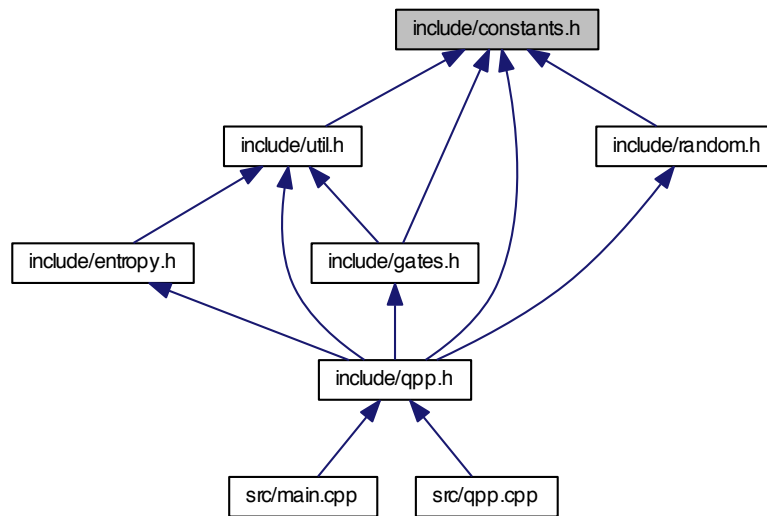 include/constants.h
include/util.h
include/random.h
include/entropy.h
include/gates.h
include/qpp.h
src/main.cpp
src/qpp.cpp